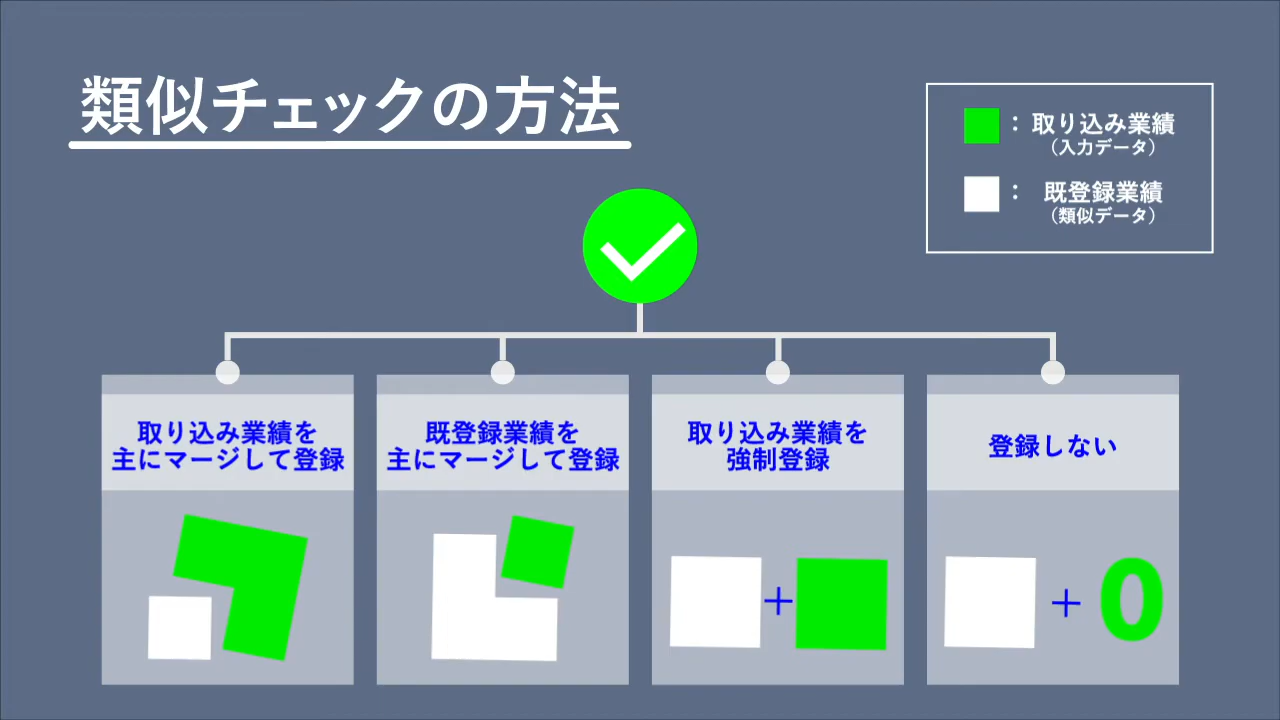 類似チェックの方法
：取り込み業績
（入力データ）
： 既登録業績
（類似データ）
取り込み業績を
主にマージして登録
既登録業績を
主にマージして登録
取り込み業績を
強制登録
登録しない
+
+ 0